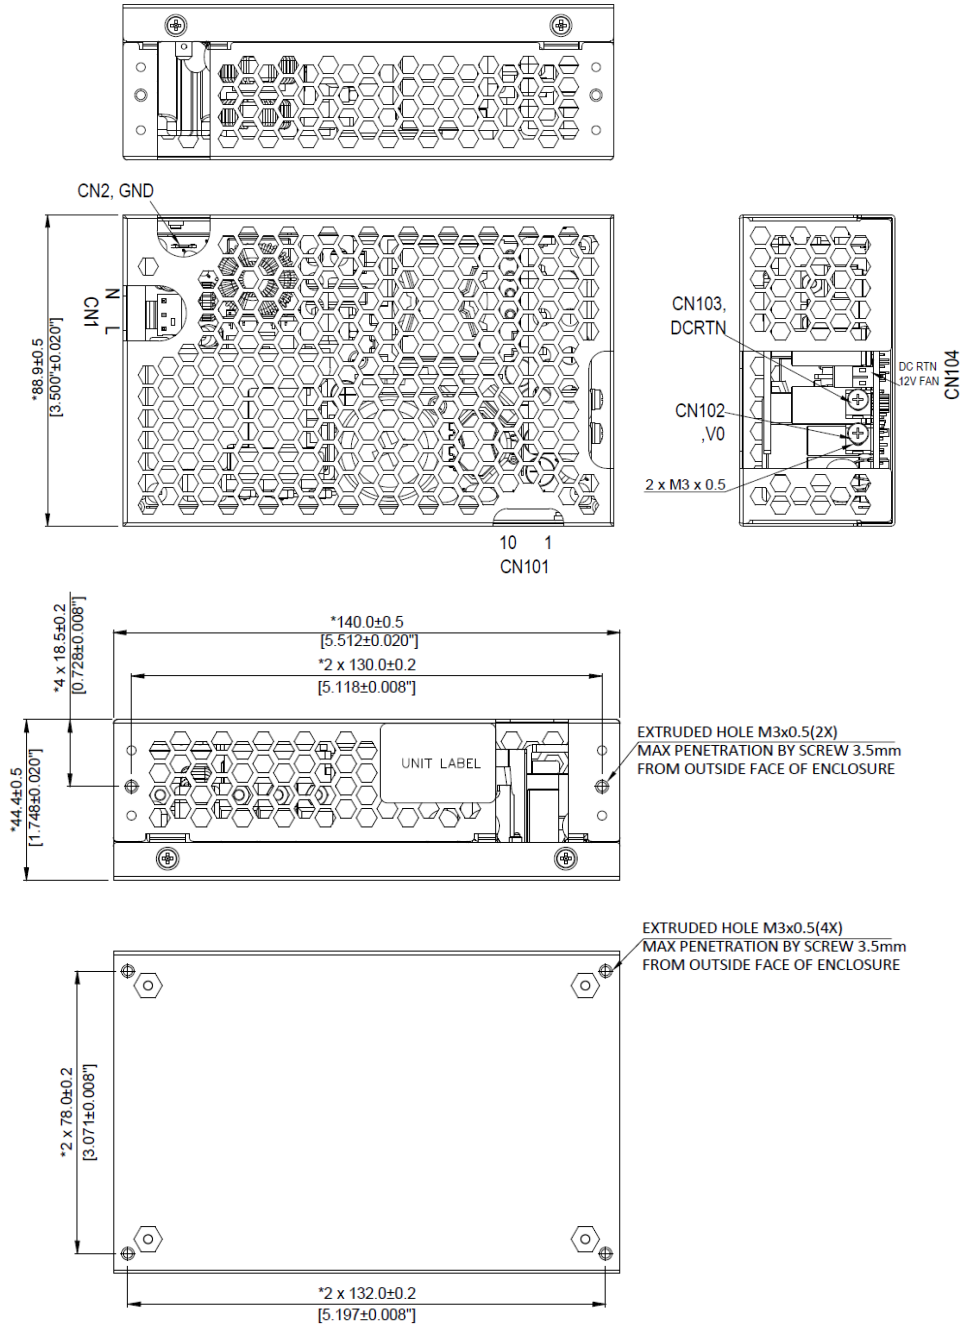 CN2, GND
*88.9±0.5
[3.500"±0.020"]
N
CN1
L
10 1
CN101
CN103,
DCRTN
CN102
,V0
2 x M3 x 0.5
DC RTN
12V FAN
CN104
*4 x 18.5±0.2
[0.728±0.008"]
*140.0±0.5
[5.512±0.020"]
*2 x 130.0±0.2
[5.118±0.008"]
*44.4±0.5
[1.748±0.020"]
UNIT LABEL
EXTRUDED HOLE M3x0.5(2X)
MAX PENETRATION BY SCREW 3.5mm
FROM OUTSIDE FACE OF ENCLOSURE
EXTRUDED HOLE M3x0.5(4X)
MAX PENETRATION BY SCREW 3.5mm
FROM OUTSIDE FACE OF ENCLOSURE
*2 x 78.0±0.2
[3.071±0.008"]
*2 x 132.0±0.2
[5.197±0.008"]